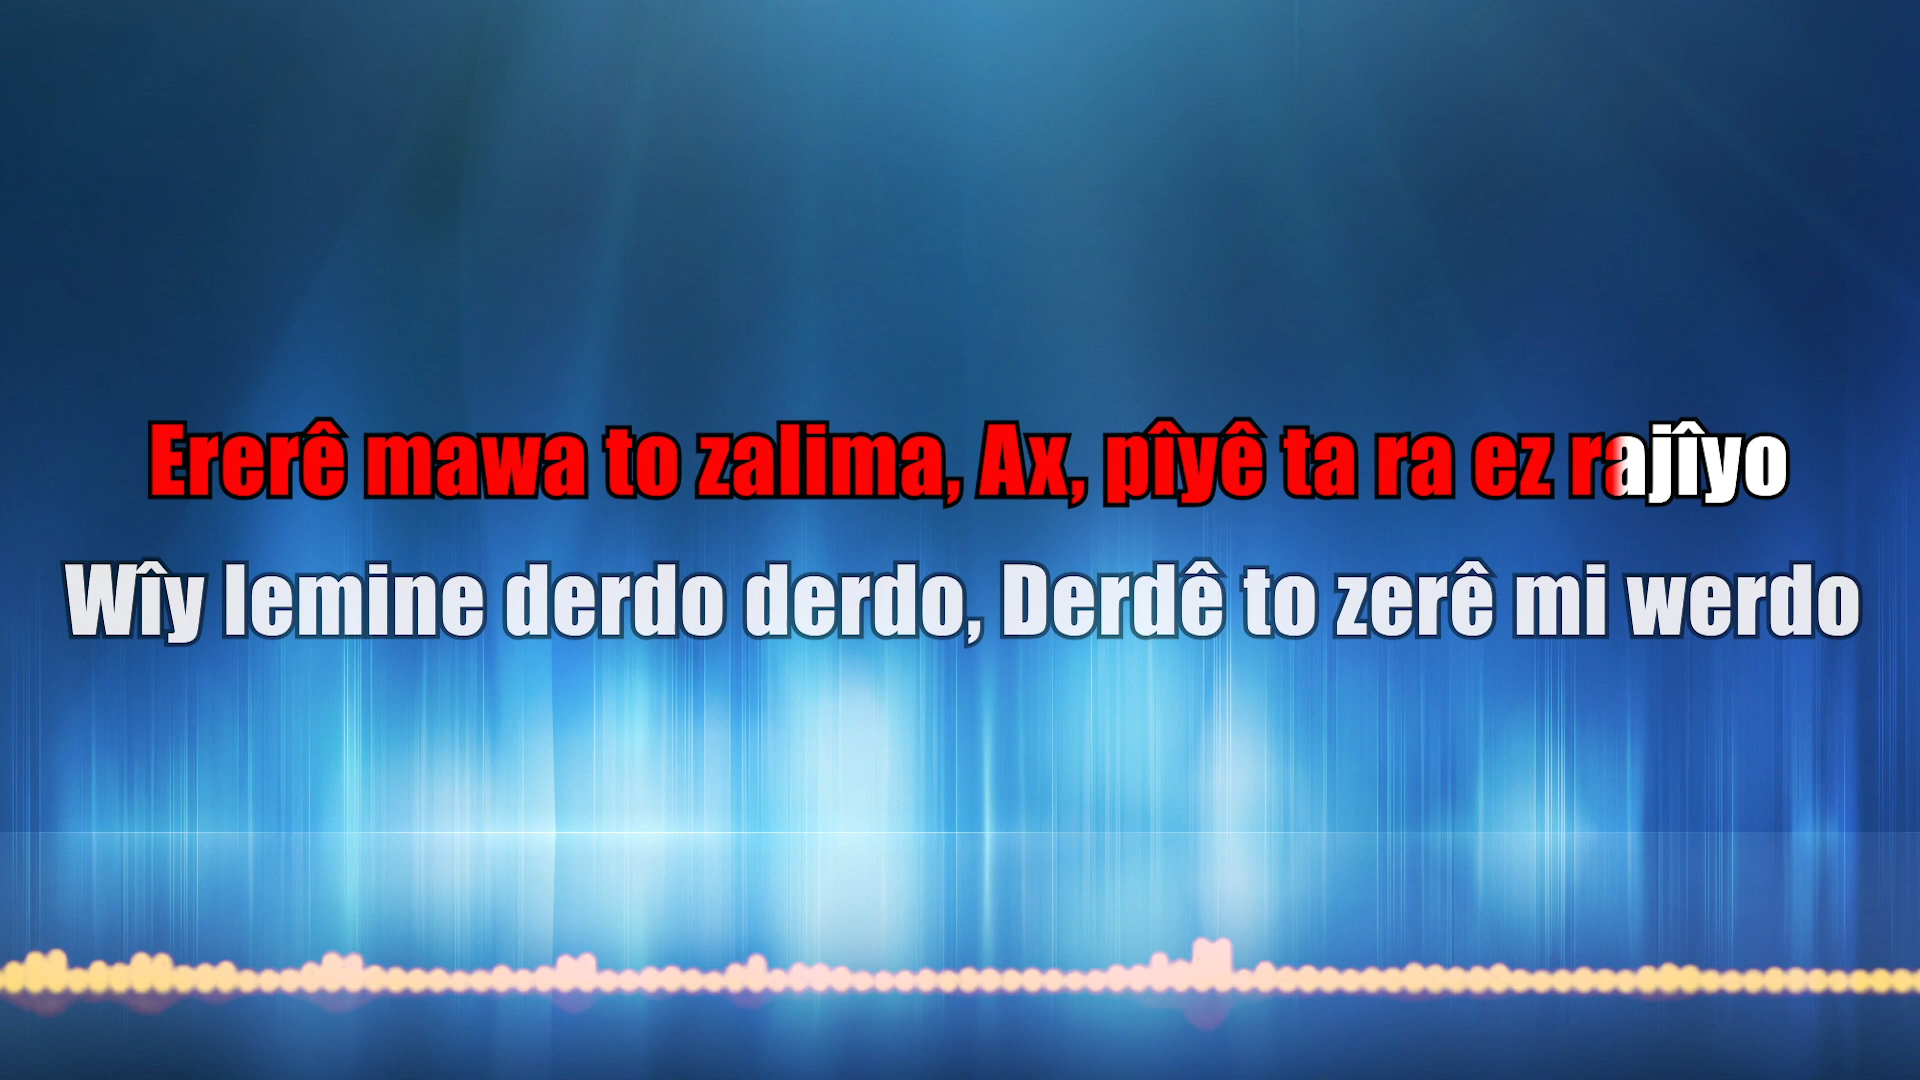 Ererê mawa to zalima, Ax, pîyê ta ra ez rajîyo
Wîy lemine derdo derdo, Derdê to zerê mi werdo